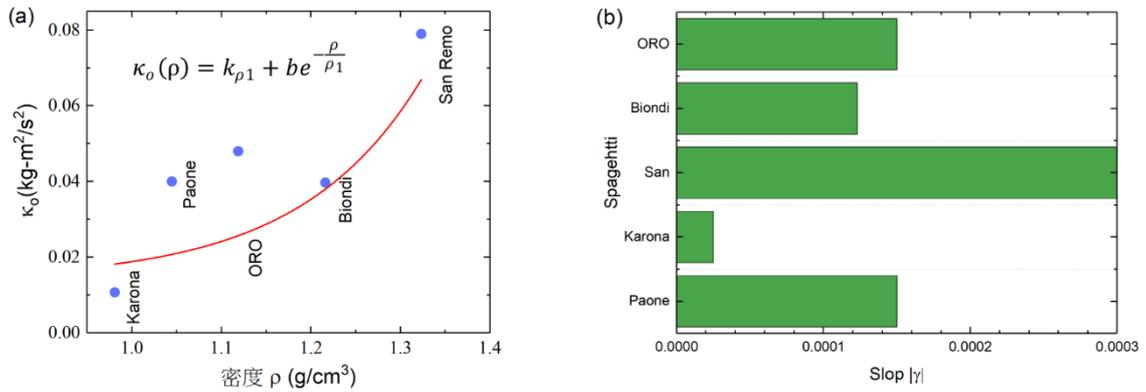 (a)
0.08
0.06
0.04
0.02
0.00
κₒ(kg-m²/s²)
κₒ(ρ) = kρ1 + be^(-ρ/ρ1)
Karona
Paone
ORO
Biondi
San Remo
1.0 1.1 1.2 1.3 1.4
密度 ρ (g/cm³)
(b)
Spagehtti
ORO
Biondi
San
Karona
Paone
0.0000 0.0001 0.0002 0.0003
Slop |γ|